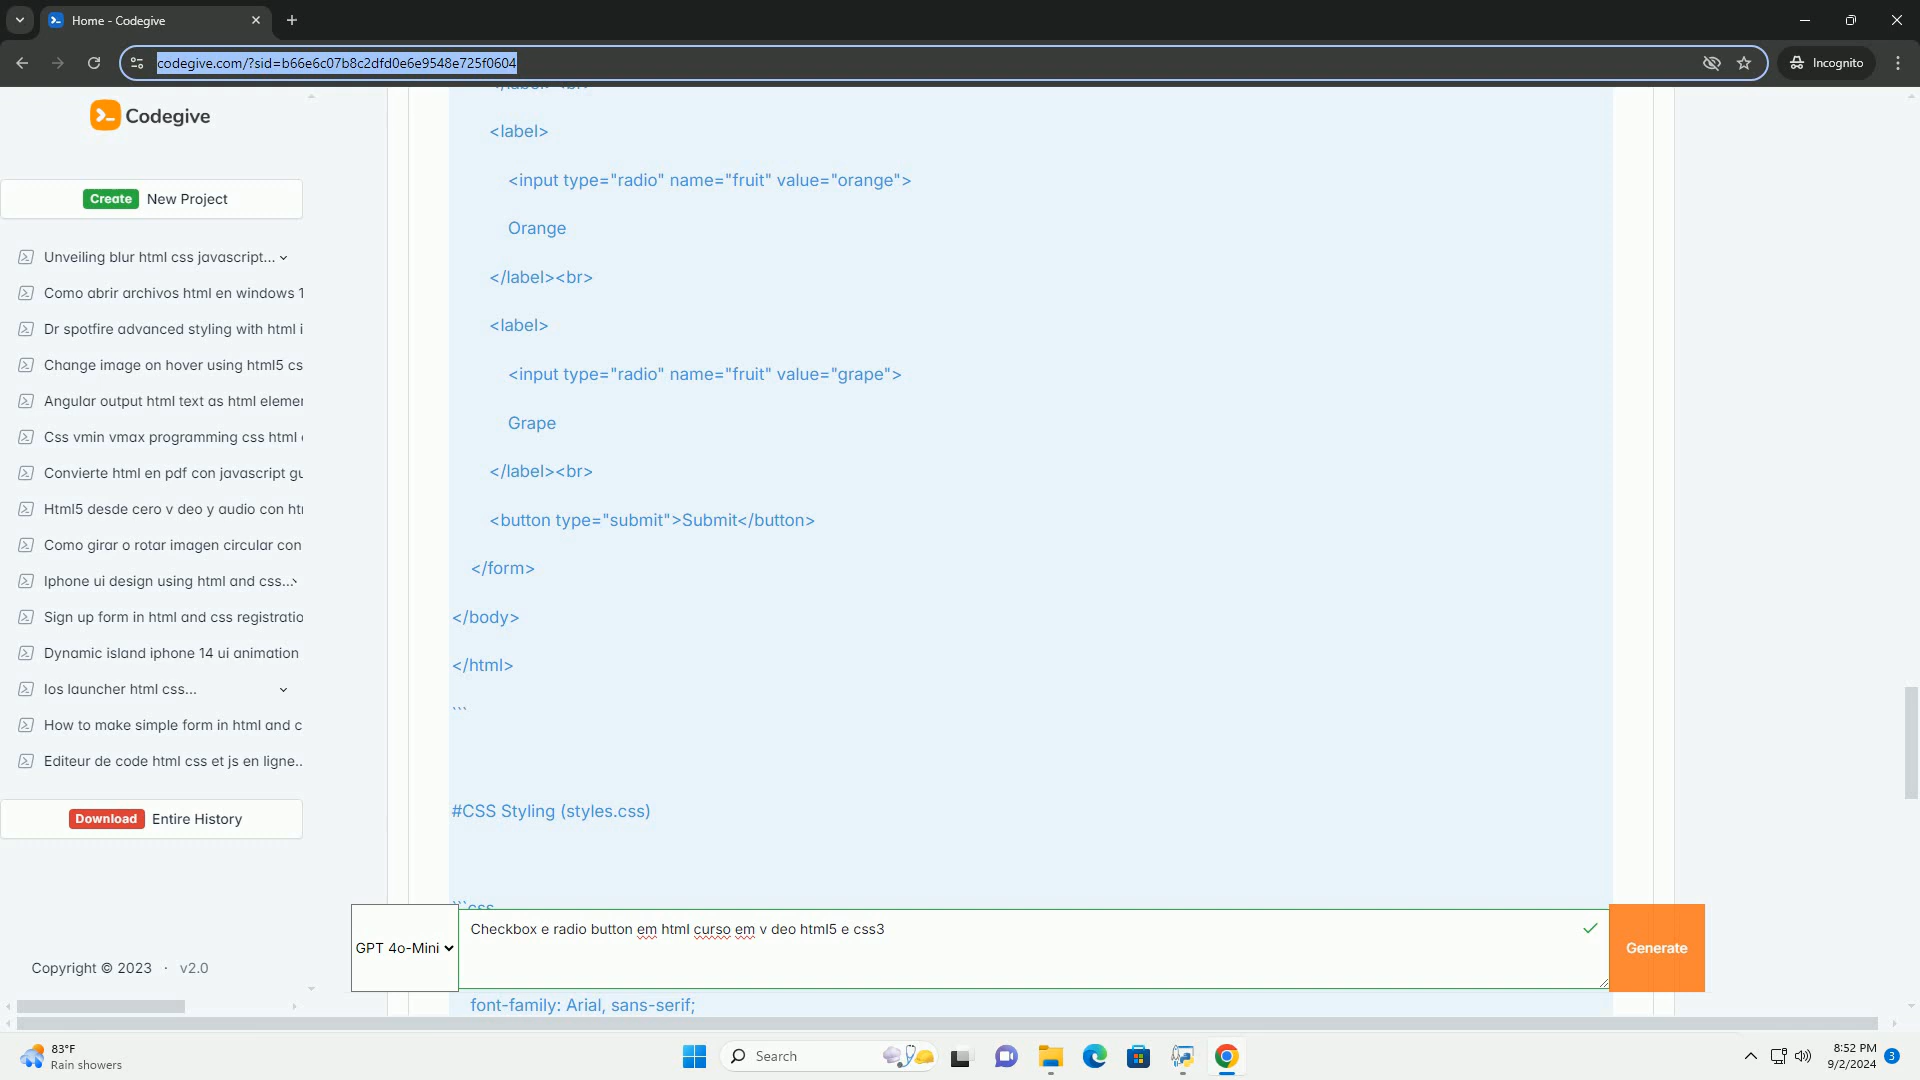 Home - Codegive
codegive.com/?sid=b66e6c07b8c2dfd0e6e9548e725f0604
Incognito
Codegive
Create New Project
Unveiling blur html css javascript...
Como abrir archivos html en windows 1
Dr spotfire advanced styling with html i
Change image on hover using html5 cs
Angular output html text as html elemer
Css vmin vmax programming css html
Convierte html en pdf con javascript gu
Html5 desde cero v deo y audio con htr
Como girar o rotar imagen circular con
Iphone ui design using html and css...
Sign up form in html and css registratio
Dynamic island iphone 14 ui animation
Ios launcher html css...
How to make simple form in html and c
Editeur de code html css et js en ligne..
Download Entire History
Copyright © 2023 · v2.0
</label><br>
<label>
<input type="radio" name="fruit" value="orange">
Orange
</label><br>
<label>
<input type="radio" name="fruit" value="grape">
Grape
</label><br>
<button type="submit">Submit</button>
</form>
</body>
</html>
```
#CSS Styling (styles.css)
```css
GPT 4o-Mini
Checkbox e radio button em html curso em v deo html5 e css3
Generate
font-family: Arial, sans-serif;
83°F
Rain showers
Search
8:52 PM
9/2/2024
3